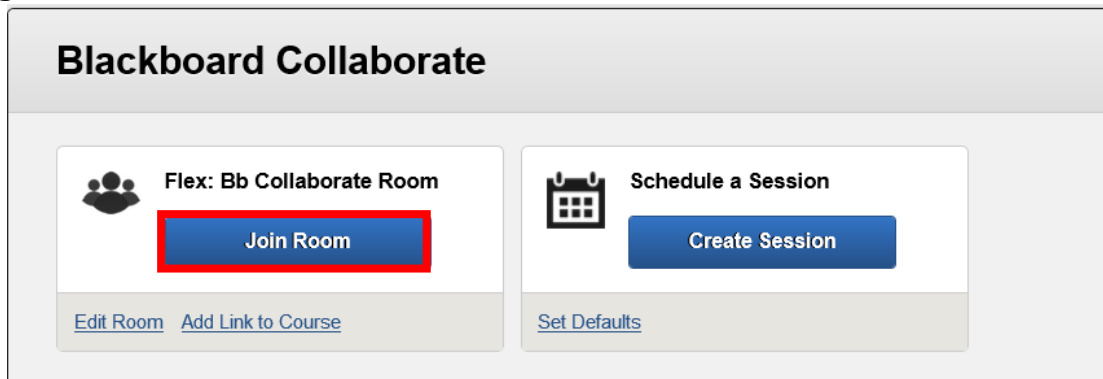 Blackboard Collaborate
Flex: Bb Collaborate Room
Join Room
Edit Room Add Link to Course
Schedule a Session
Create Session
Set Defaults